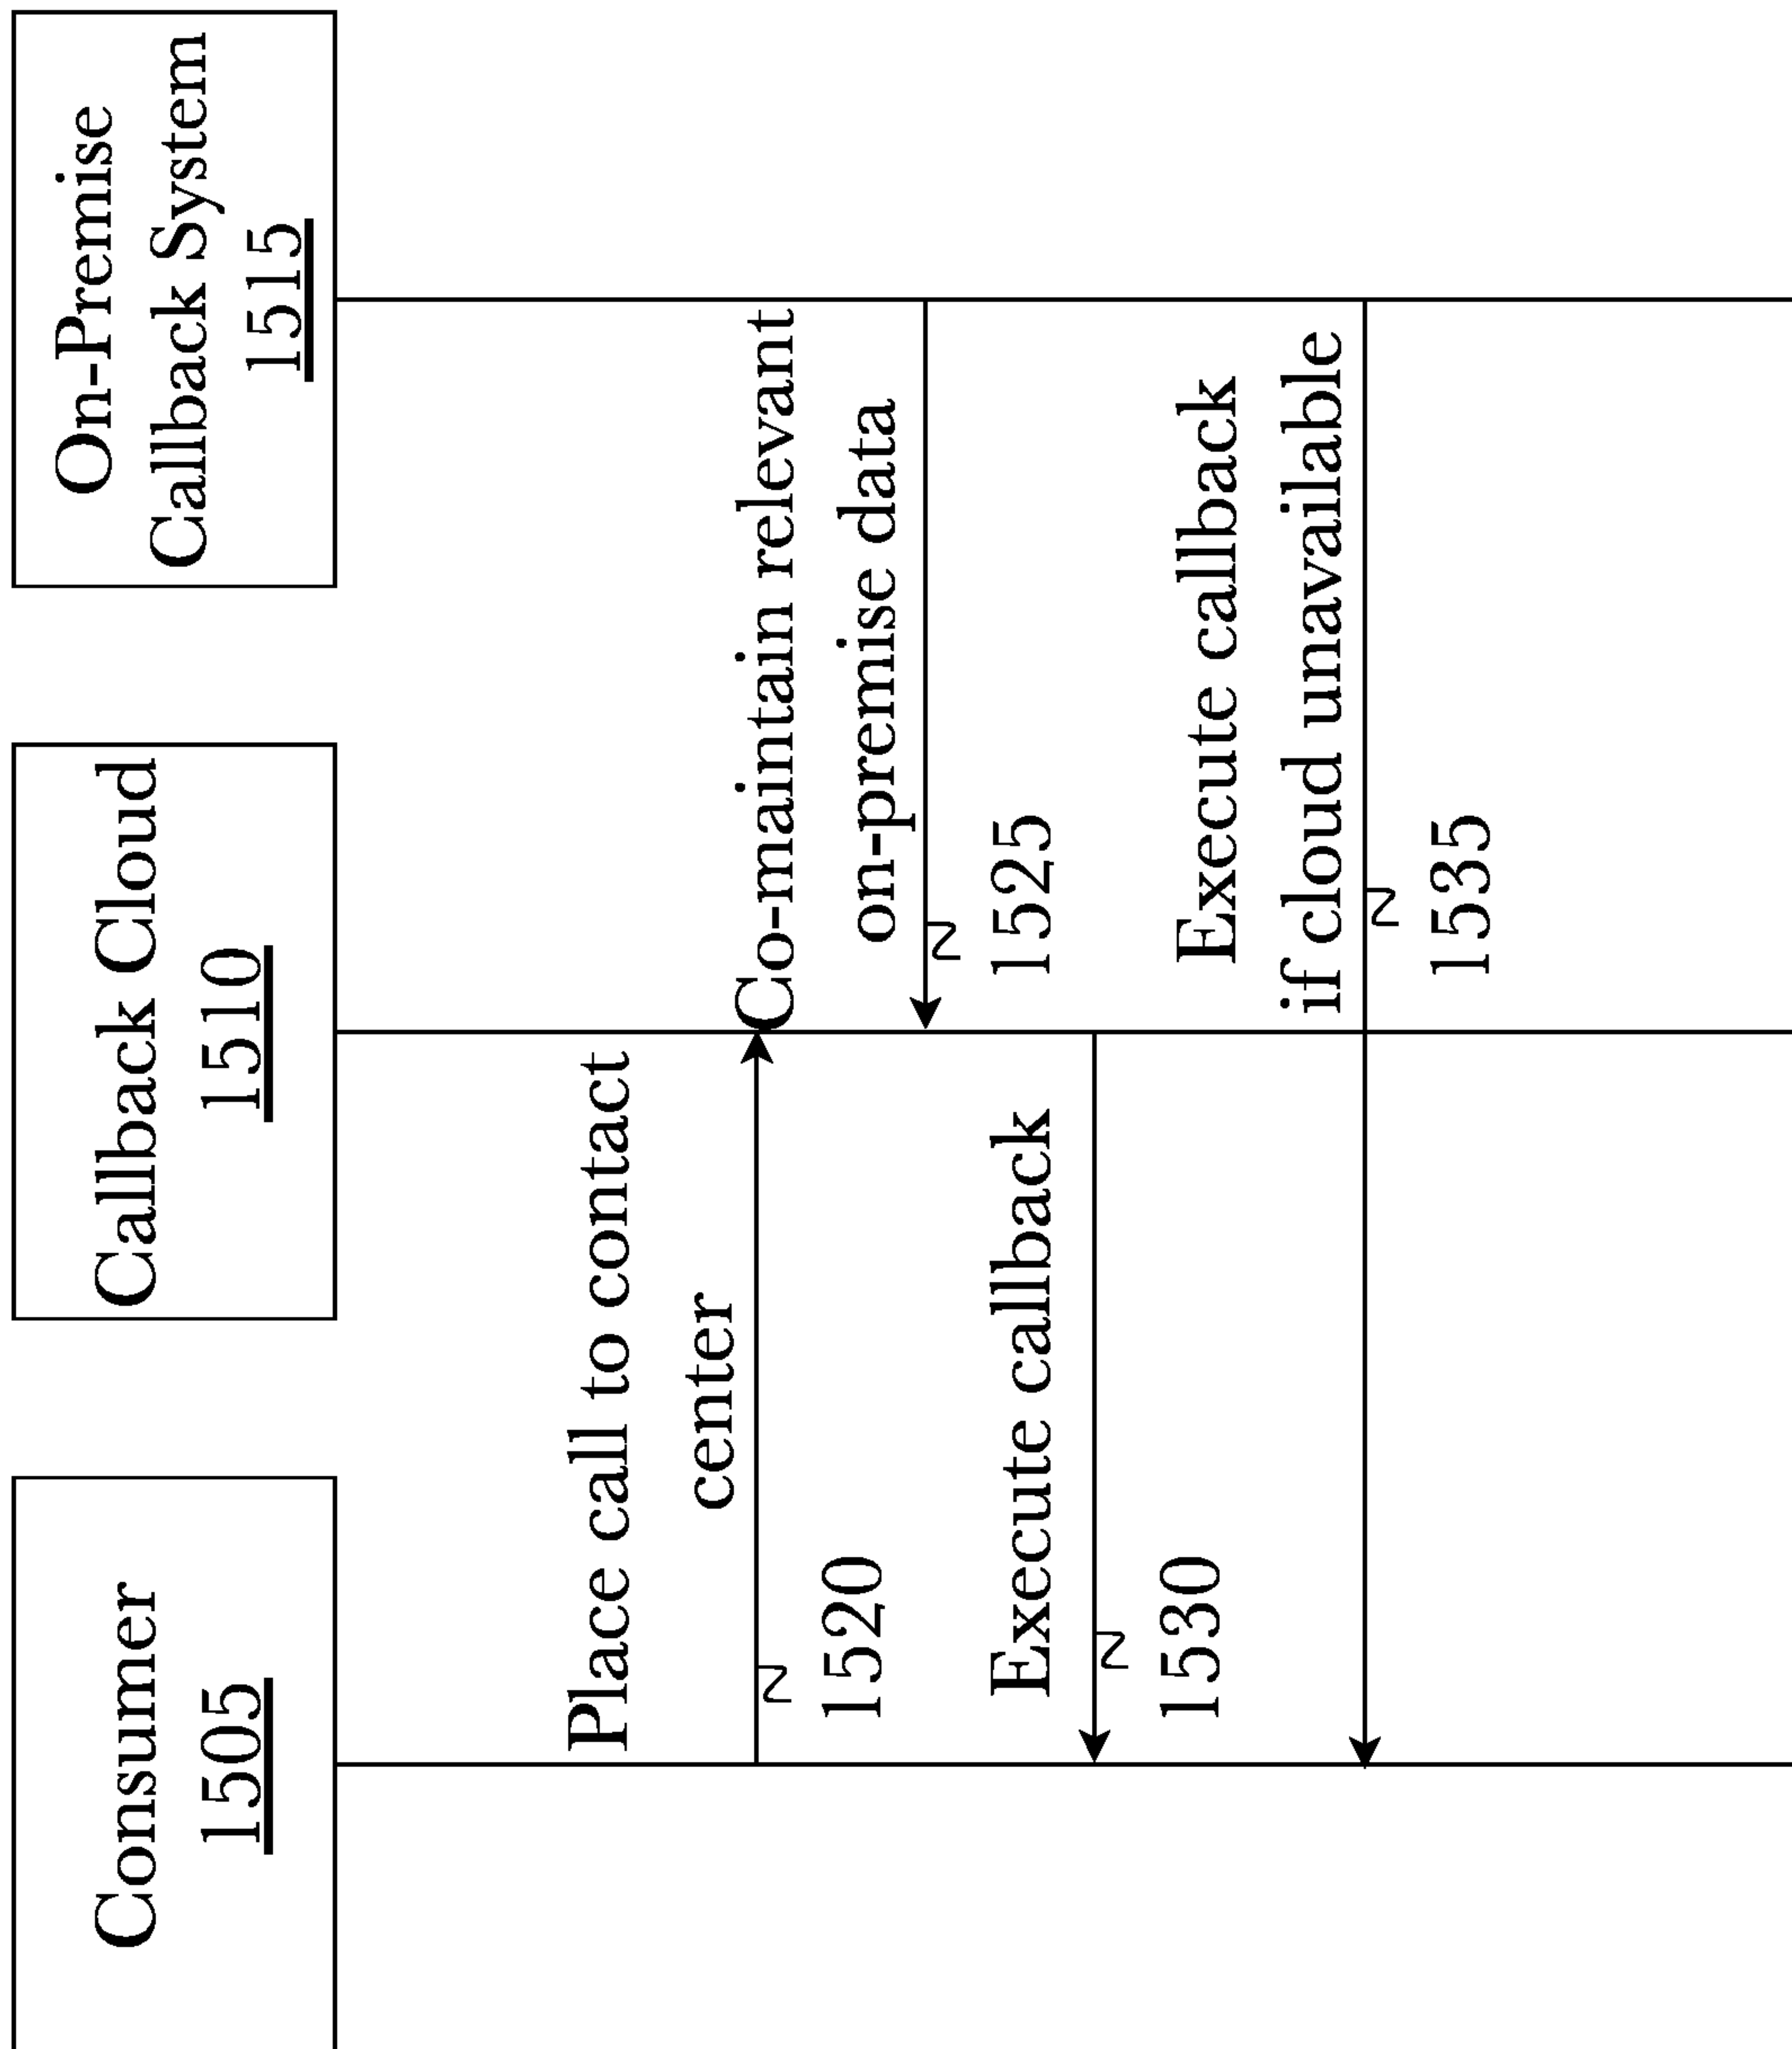 Consumer
1505
Callback Cloud
1510
On-Premise
Callback System
1515
Place call to contact
center
1520
Co-maintain relevant
on-premise data
1525
Execute callback
1530
Execute callback
if cloud unavailable
1535